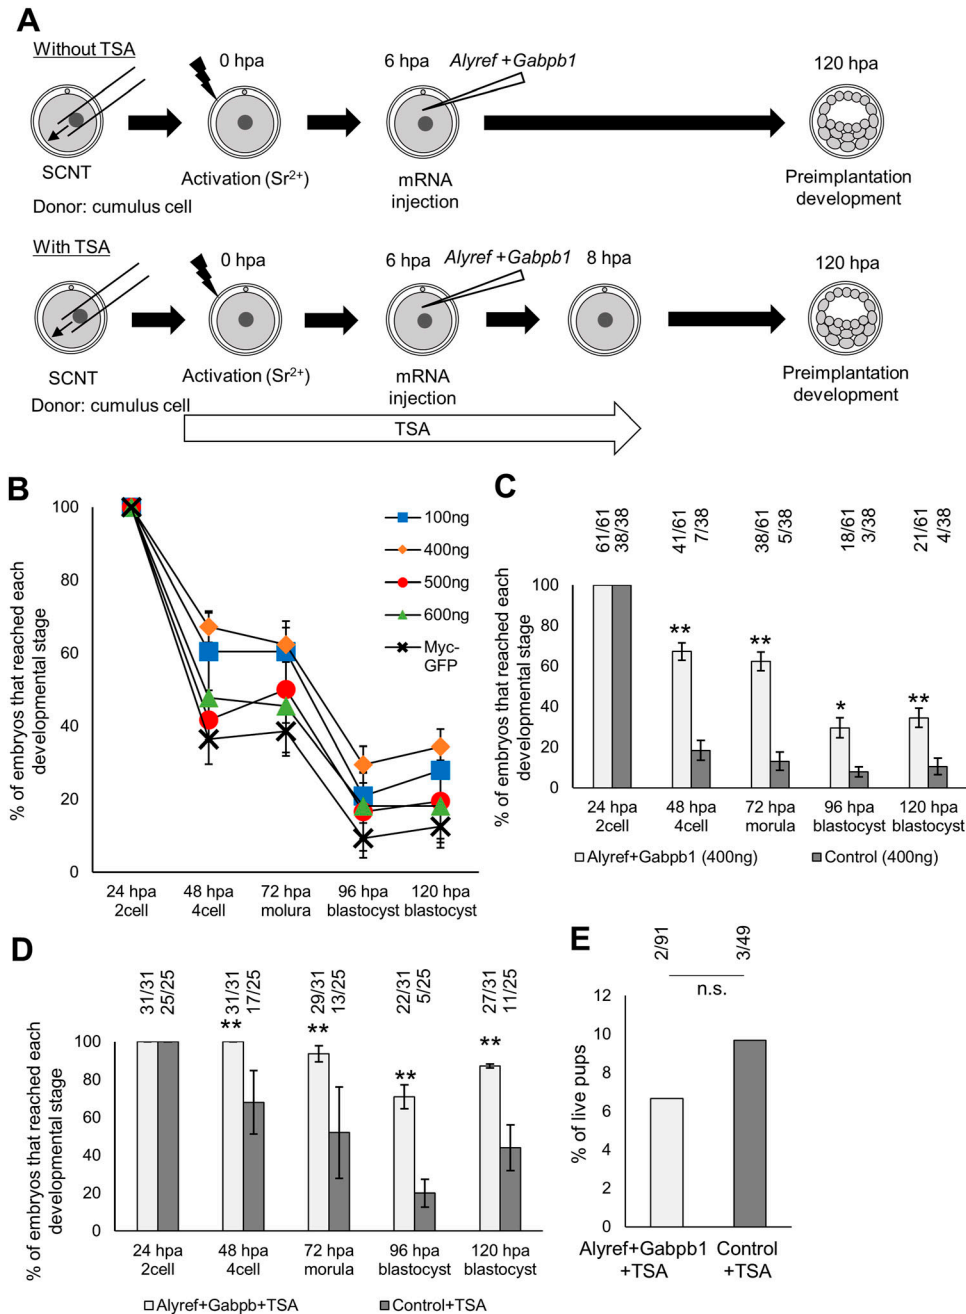 A
Without TSA
0 hpa
6 hpa
Alyref +Gabpb1
120 hpa
SCNT
Activation (Sr2+)
mRNA
injection
Preimplantation
development
Donor: cumulus cell
With TSA
0 hpa
6 hpa
Alyref +Gabpb1
8 hpa
120 hpa
SCNT
Activation (Sr2+)
mRNA
injection
Preimplantation
development
Donor: cumulus cell
TSA
B
% of embryos that reached each
developmental stage
100
80
60
40
20
0
100ng
400ng
500ng
600ng
Myc-
GFP
24 hpa
2cell
48 hpa
4cell
72 hpa
molura
96 hpa
blastocyst
120 hpa
blastocyst
C
61/61
38/38
41/61
7/38
38/61
5/38
18/61
3/38
21/61
4/38
% of embryos that reached each
developmental stage
100
80
60
40
20
0
**
**
*
**
24 hpa
2cell
48 hpa
4cell
72 hpa
morula
96 hpa
blastocyst
120 hpa
blastocyst
Alyref+Gabpb1 (400ng)
Control (400ng)
D
31/31
25/25
31/31
17/25
29/31
13/25
22/31
5/25
27/31
11/25
% of embryos that reached each
developmental stage
100
80
60
40
20
0
**
**
**
**
24 hpa
2cell
48 hpa
4cell
72 hpa
morula
96 hpa
blastocyst
120 hpa
blastocyst
Alyref+Gabpb+TSA
Control+TSA
E
2/91
3/49
n.s.
% of live pups
12
10
8
6
4
2
0
Alyref+Gabpb1
+TSA
Control
+TSA